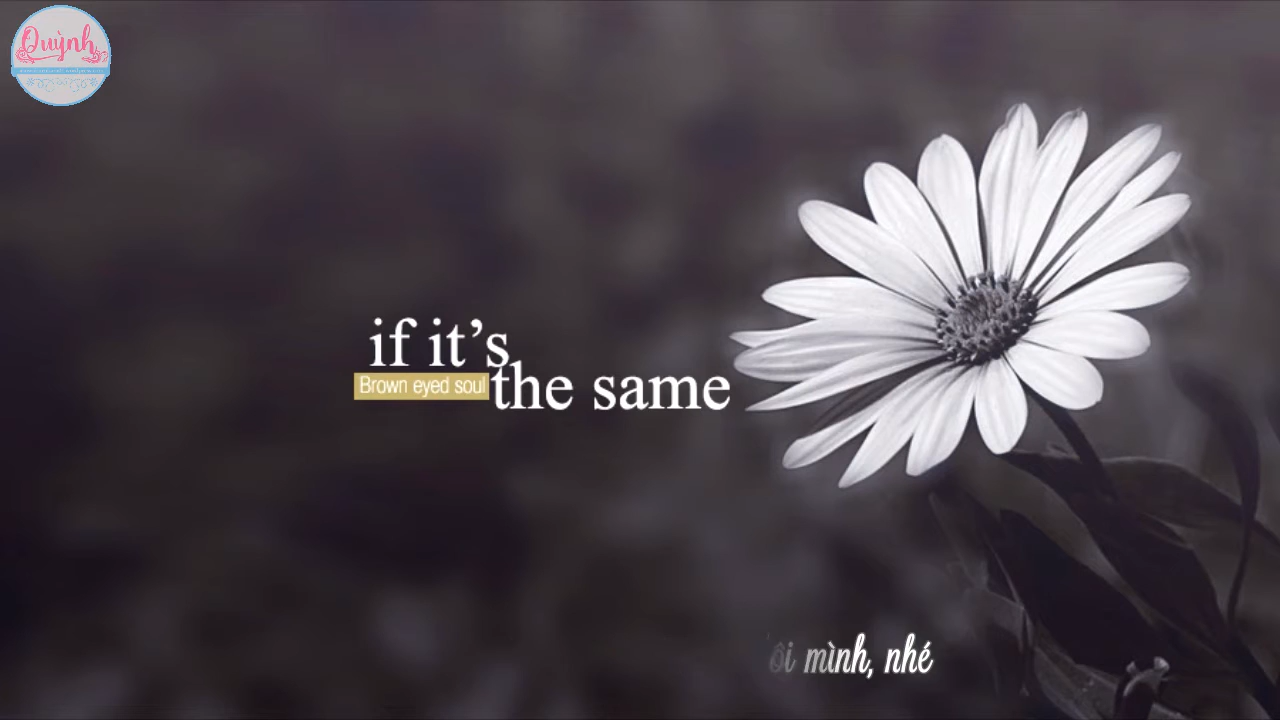 Quỳnh
if it's
Brown eyed soul
the same
mình, nhé